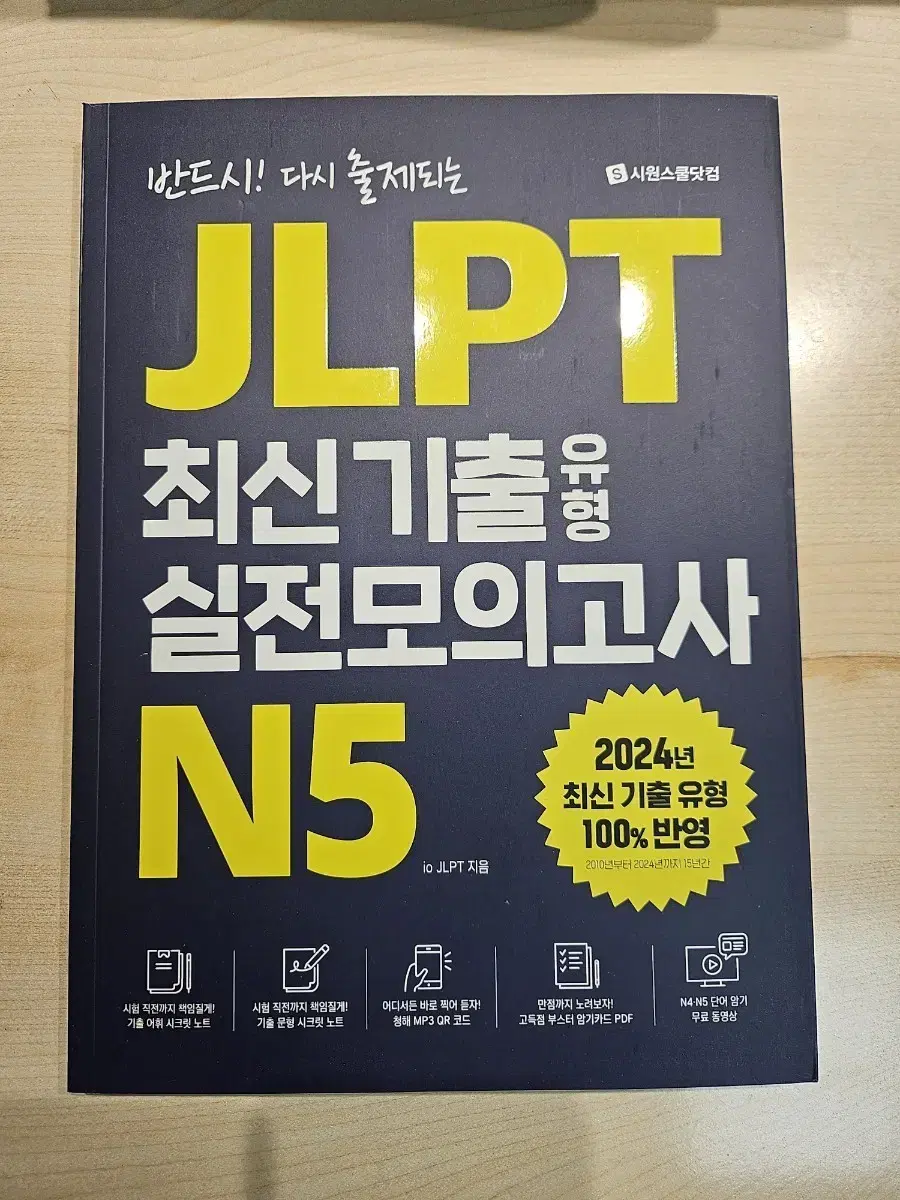 반드시! 다시 출제되는
S 시원스쿨닷컴
JLPT
최신 기출 유형
실전모의고사
N5
io JLPT 지음
2024년
최신 기출 유형
100% 반영
2010년부터 2024년까지 15년간
시험 직전까지 책임질게!
기출 어휘 시크릿 노트
시험 직전까지 책임질게!
기출 문형 시크릿 노트
어디서든 바로 찍어 듣자!
청해 MP3 QR 코드
만점까지 노려보자!
고득점 부스터 암기카드 PDF
N4·N5 단어 암기
무료 동영상